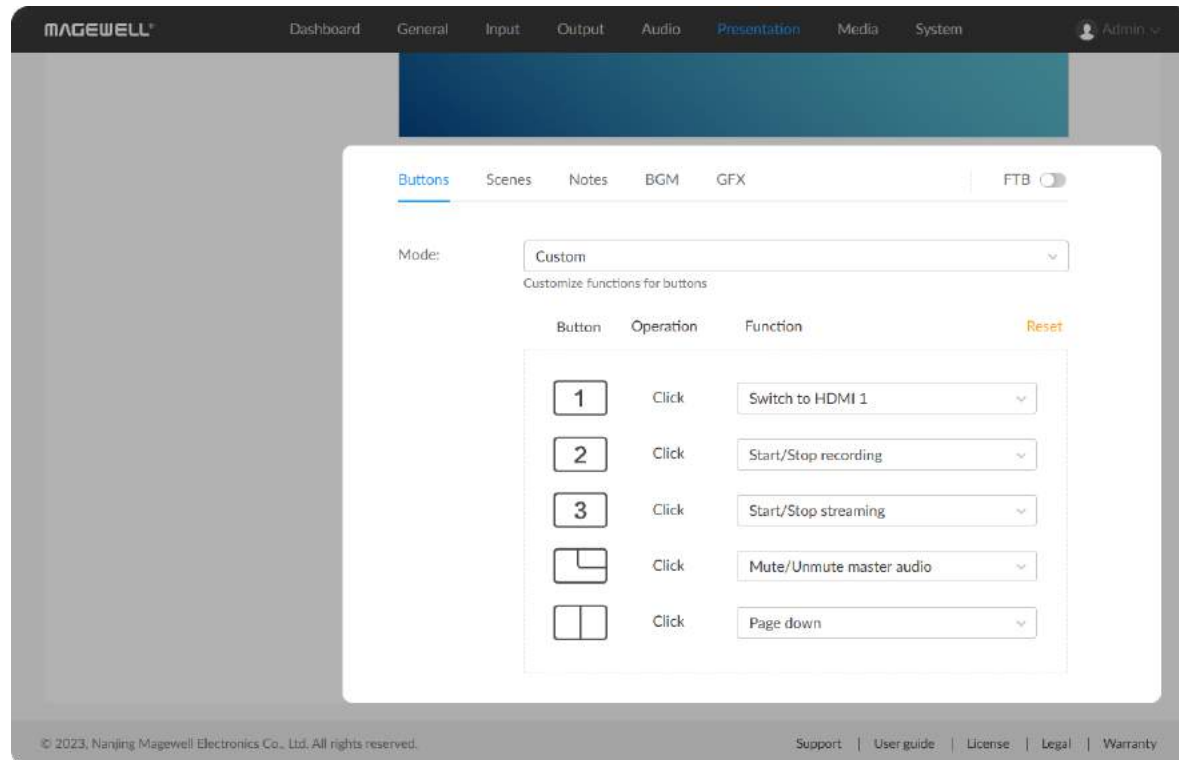 MAGEWELL® Dashboard General Input Output Audio Presentation Media System Admin
Buttons Scenes Notes BGM GFX FTB
Mode: Custom
Customize functions for buttons
Button Operation Function Reset
1 Click Switch to HDMI 1
2 Click Start/Stop recording
3 Click Start/Stop streaming
Click Mute/Unmute master audio
Click Page down
© 2023, Nanjing Magewell Electronics Co., Ltd. All rights reserved. Support | User guide | License | Legal | Warranty